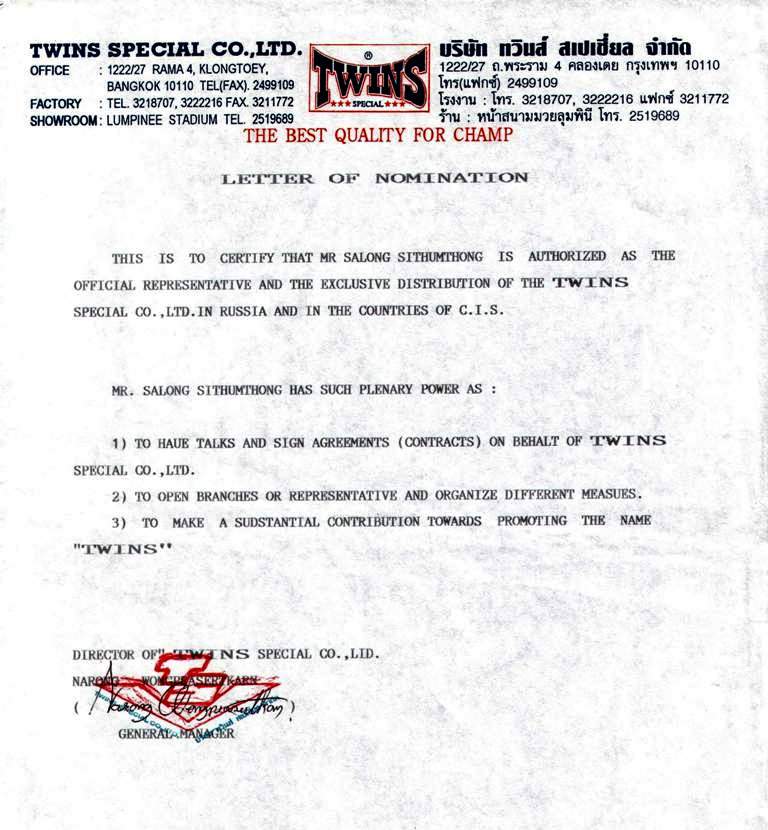 TWINS SPECIAL CO.,LTD.
OFFICE : 1222/27 RAMA 4, KLONGTOEY,
BANGKOK 10110 TEL(FAX). 2499109
FACTORY : TEL. 3218707, 3222216 FAX. 3211772
SHOWROOM : LUMPINEE STADIUM TEL. 2519689
®
TWINS
SPECIAL
บริษัท ทวินส์ สเปเชี่ยล จำกัด
1222/27 ถ.พระราม 4 คลองเตย กรุงเทพฯ 10110
โทร(แฟกซ์) 2499109
โรงงาน : โทร. 3218707, 3222216 แฟกซ์ 3211772
ร้าน : หน้าสนามมวยลุมพินี โทร. 2519689
THE BEST QUALITY FOR CHAMP
LETTER OF NOMINATION
THIS IS TO CERTIFY THAT MR SALONG SITHUMTHONG IS AUTHORIZED AS THE
OFFICIAL REPRESENTATIVE AND THE EXCLUSIVE DISTRIBUTION OF THE TWINS
SPECIAL CO.,LTD.IN RUSSIA AND IN THE COUNTRIES OF C.I.S.
MR. SALONG SITHUMTHONG HAS SUCH PLENARY POWER AS :
1) TO HAUE TALKS AND SIGN AGREEMENTS (CONTRACTS) ON BEHALT OF TWINS
SPECIAL CO.,LTD.
2) TO OPEN BRANCHES OR REPRESENTATIVE AND ORGANIZE DIFFERENT MEASUES.
3) TO MAKE A SUDSTANTIAL CONTRIBUTION TOWARDS PROMOTING THE NAME
"TWINS"
DIRECTOR OF" TWINS SPECIAL CO.,LID.
NARONG WONGPRASERTKARN
( Narong Wongprasertkarn )
GENERAL MANAGER